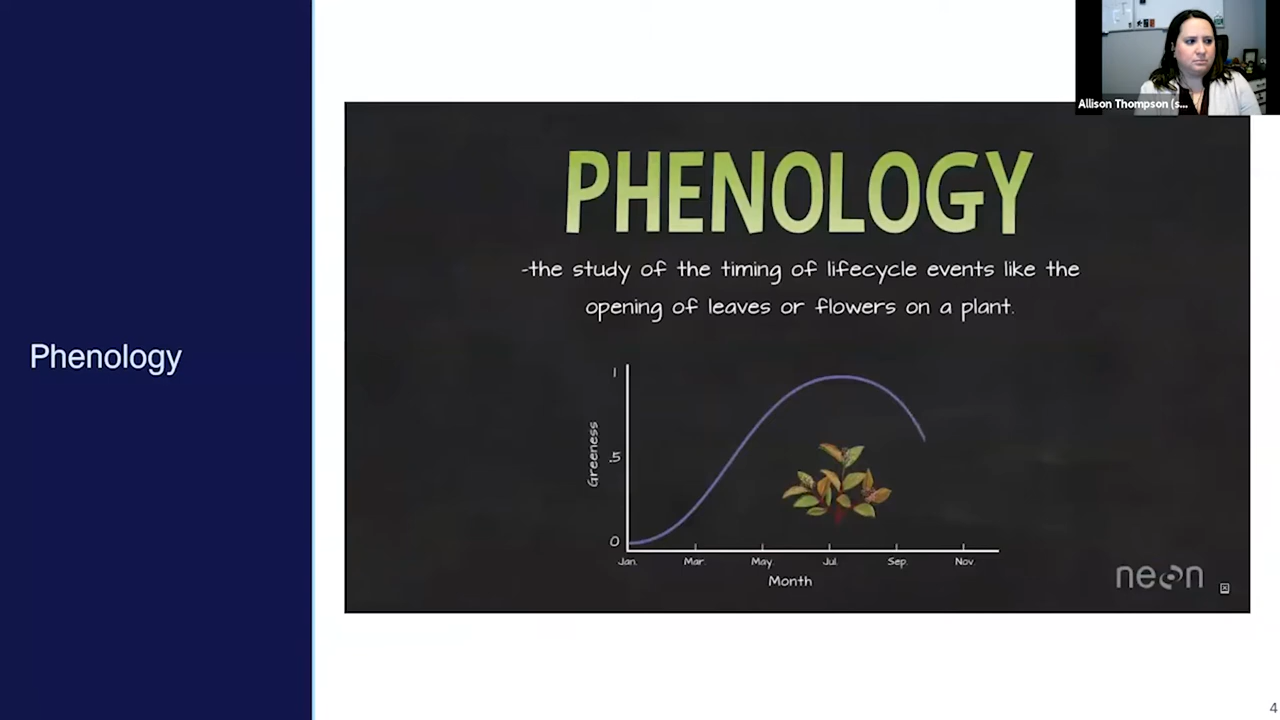 Allison Thompson (s...
PHENOLOGY
-the study of the timing of lifecycle events like the
opening of leaves or flowers on a plant.
Phenology
Greeness
1
.5
0
Jan.
Mar.
May.
Jul.
Sep.
Nov.
Month
neon
4